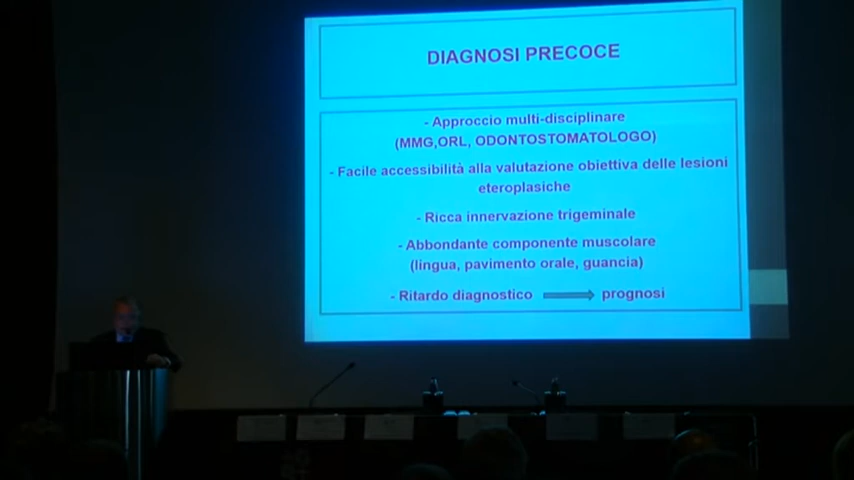 DIAGNOSI PRECOCE
- Approccio multi-disciplinare
(MMG,ORL, ODONTOSTOMATOLOGO)
- Facile accessibilità alla valutazione obiettiva delle lesioni
eteroplasiche
- Ricca innervazione trigeminale
- Abbondante componente muscolare
(lingua, pavimento orale, guancia)
- Ritardo diagnostico prognosi